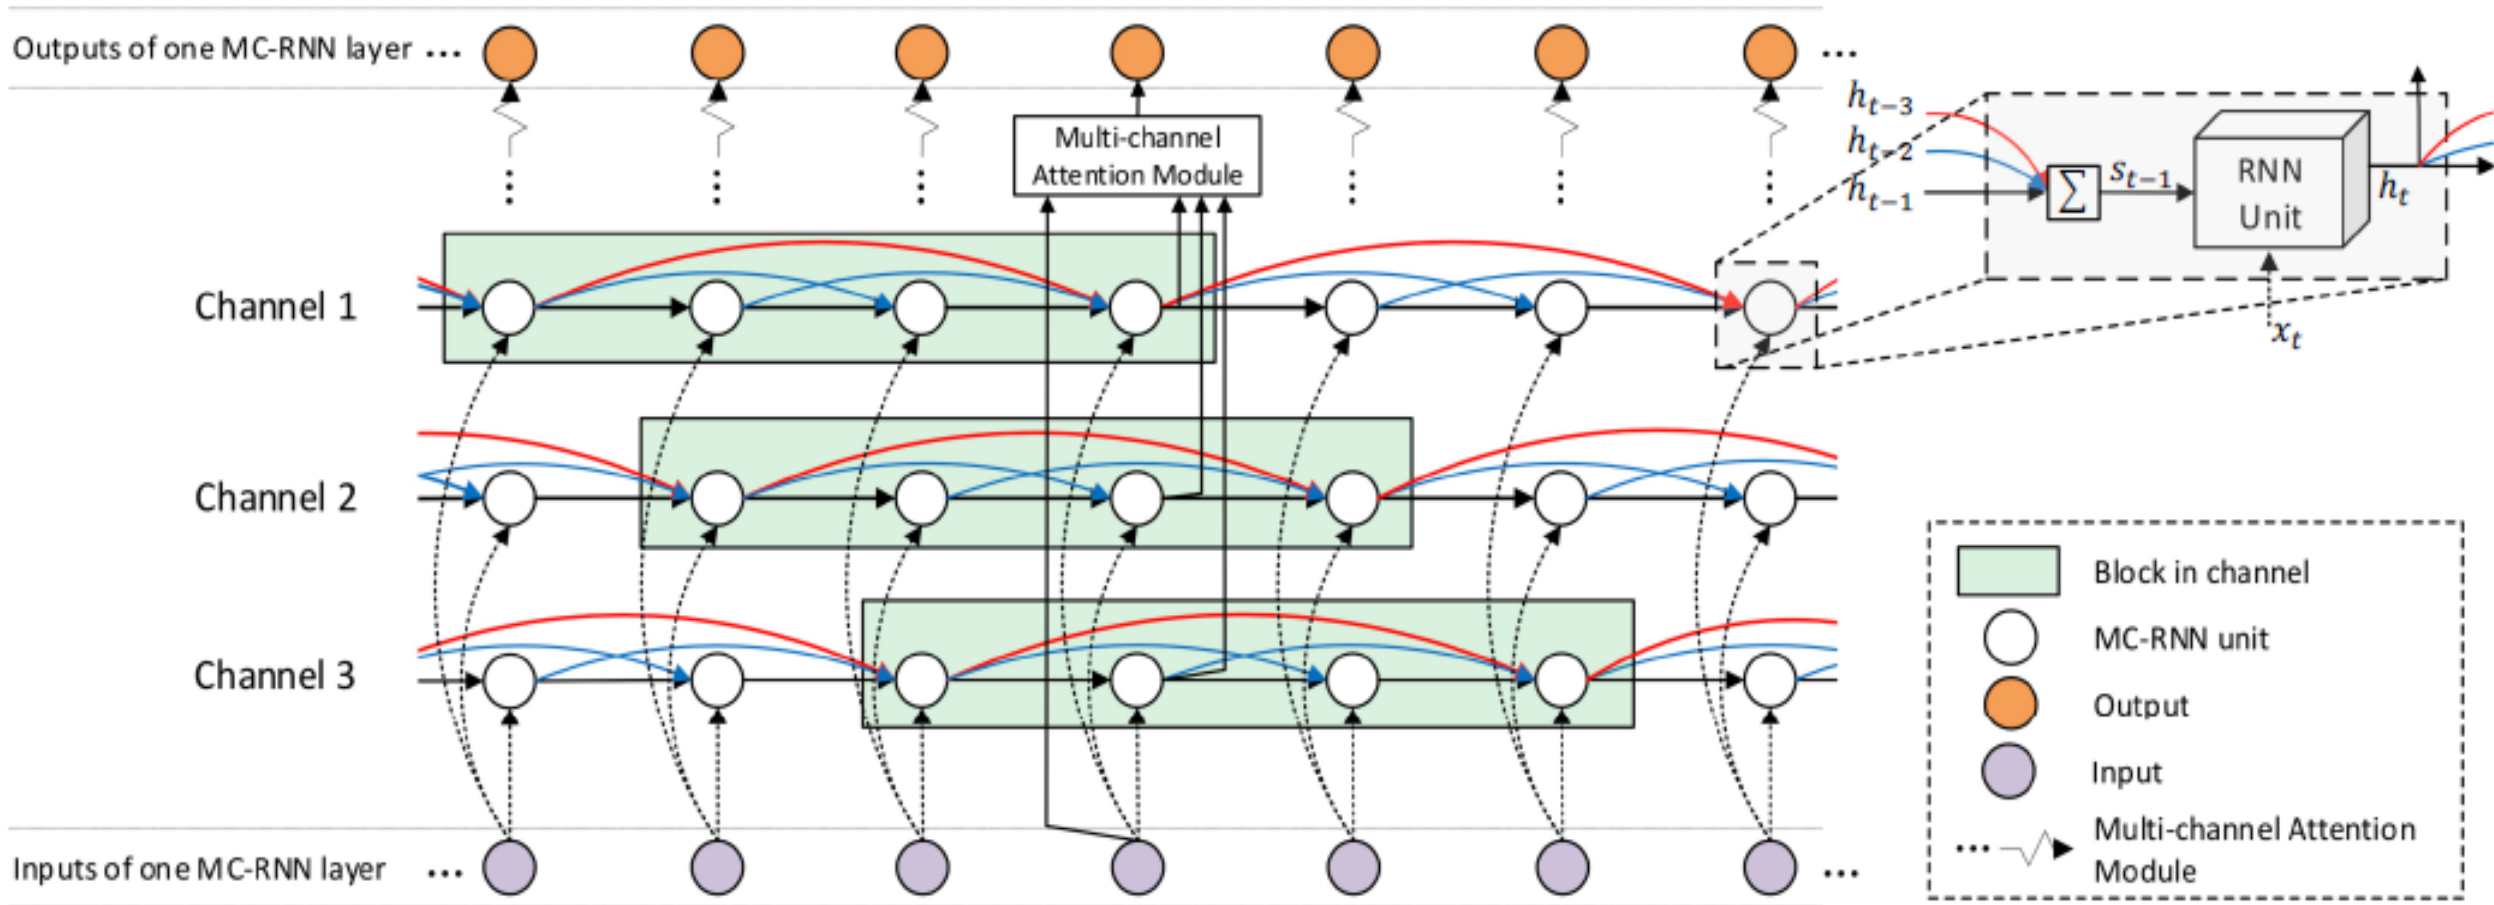 Outputs of one MC-RNN layer ...
...
Multi-channel
Attention Module
h_{t-3}
h_{t-2}
h_{t-1}
∑
s_{t-1}
RNN
Unit
h_t
x_t
Channel 1
Channel 2
Channel 3
Inputs of one MC-RNN layer ...
...
Block in channel
MC-RNN unit
Output
Input
Multi-channel Attention
Module